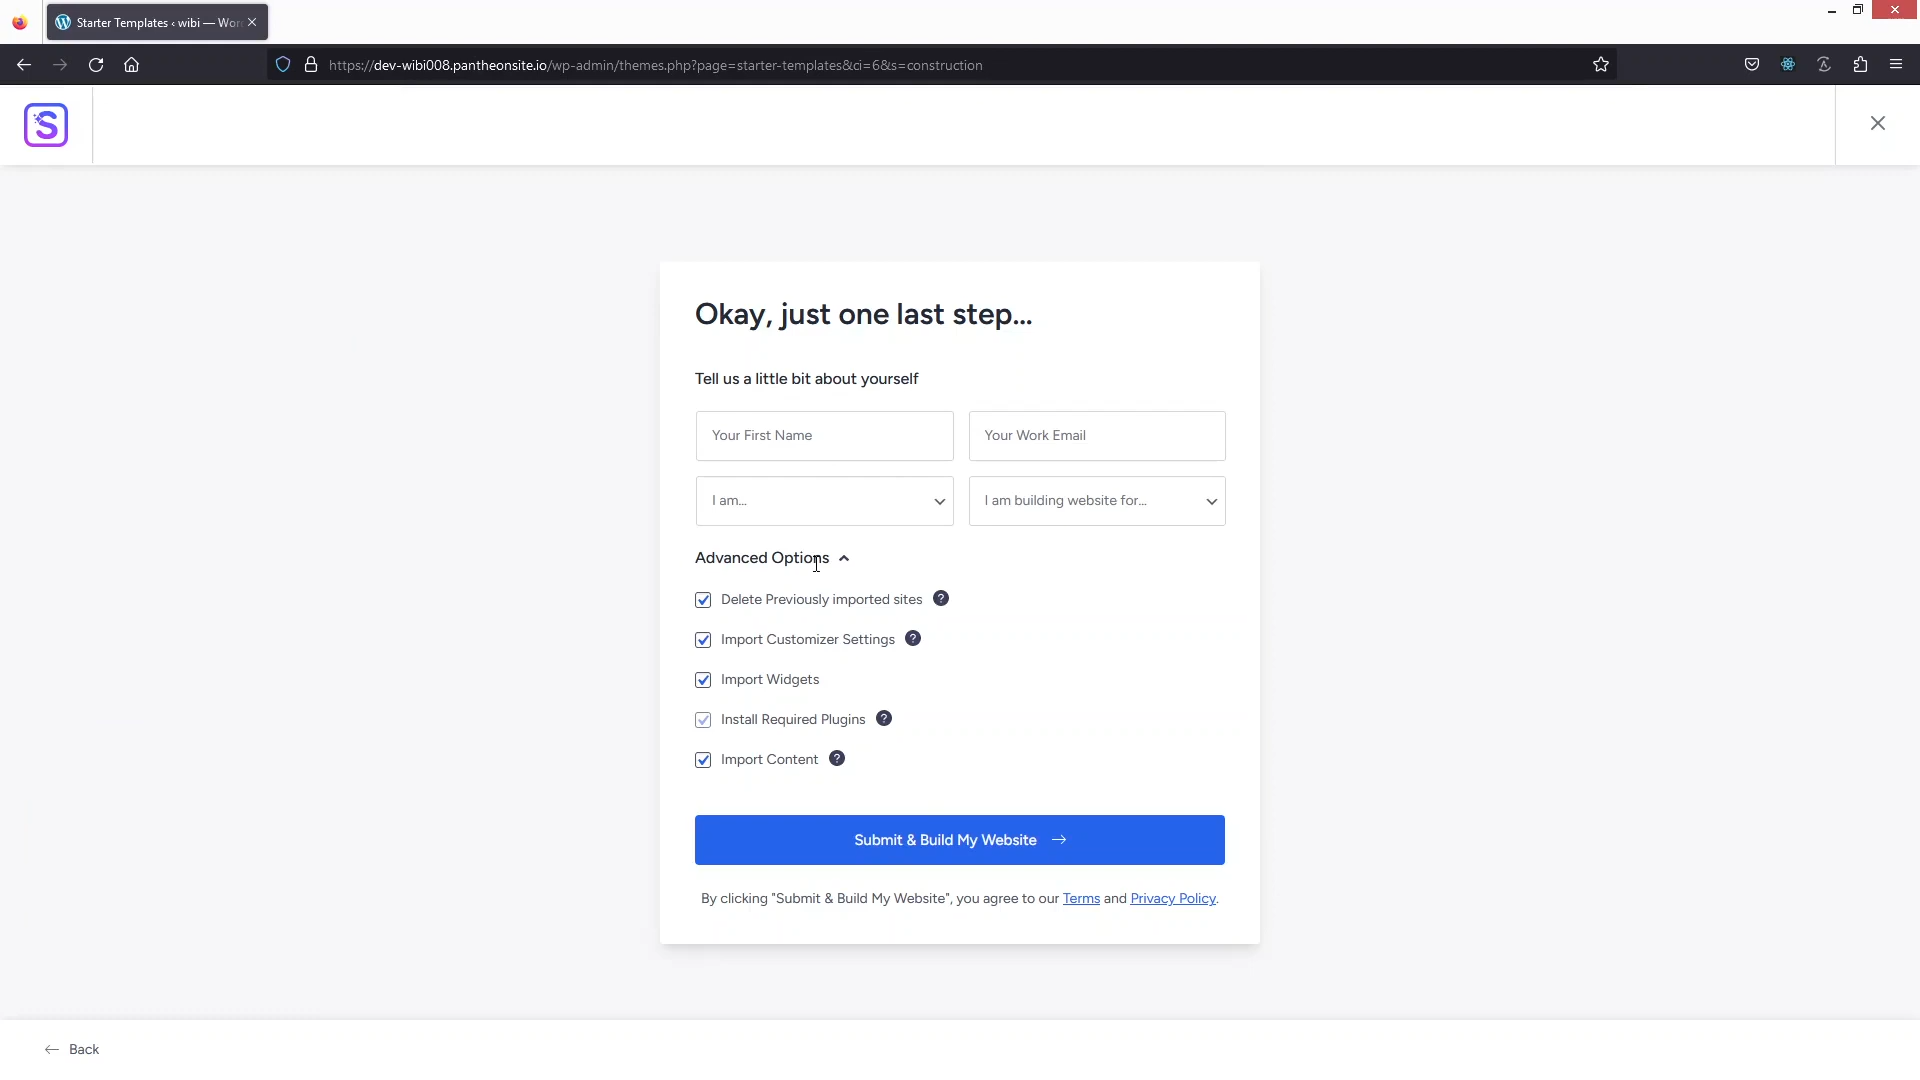 Starter Templates ‹ wibi — Wor
https://dev-wibi008.pantheonsite.io/wp-admin/themes.php?page=starter-templates&ci=6&s=construction
S
Okay, just one last step...
Tell us a little bit about yourself
Your First Name
Your Work Email
I am...
I am building website for...
Advanced Options
Delete Previously imported sites ?
Import Customizer Settings ?
Import Widgets
Install Required Plugins ?
Import Content ?
Submit & Build My Website →
By clicking "Submit & Build My Website", you agree to our Terms and Privacy Policy.
← Back